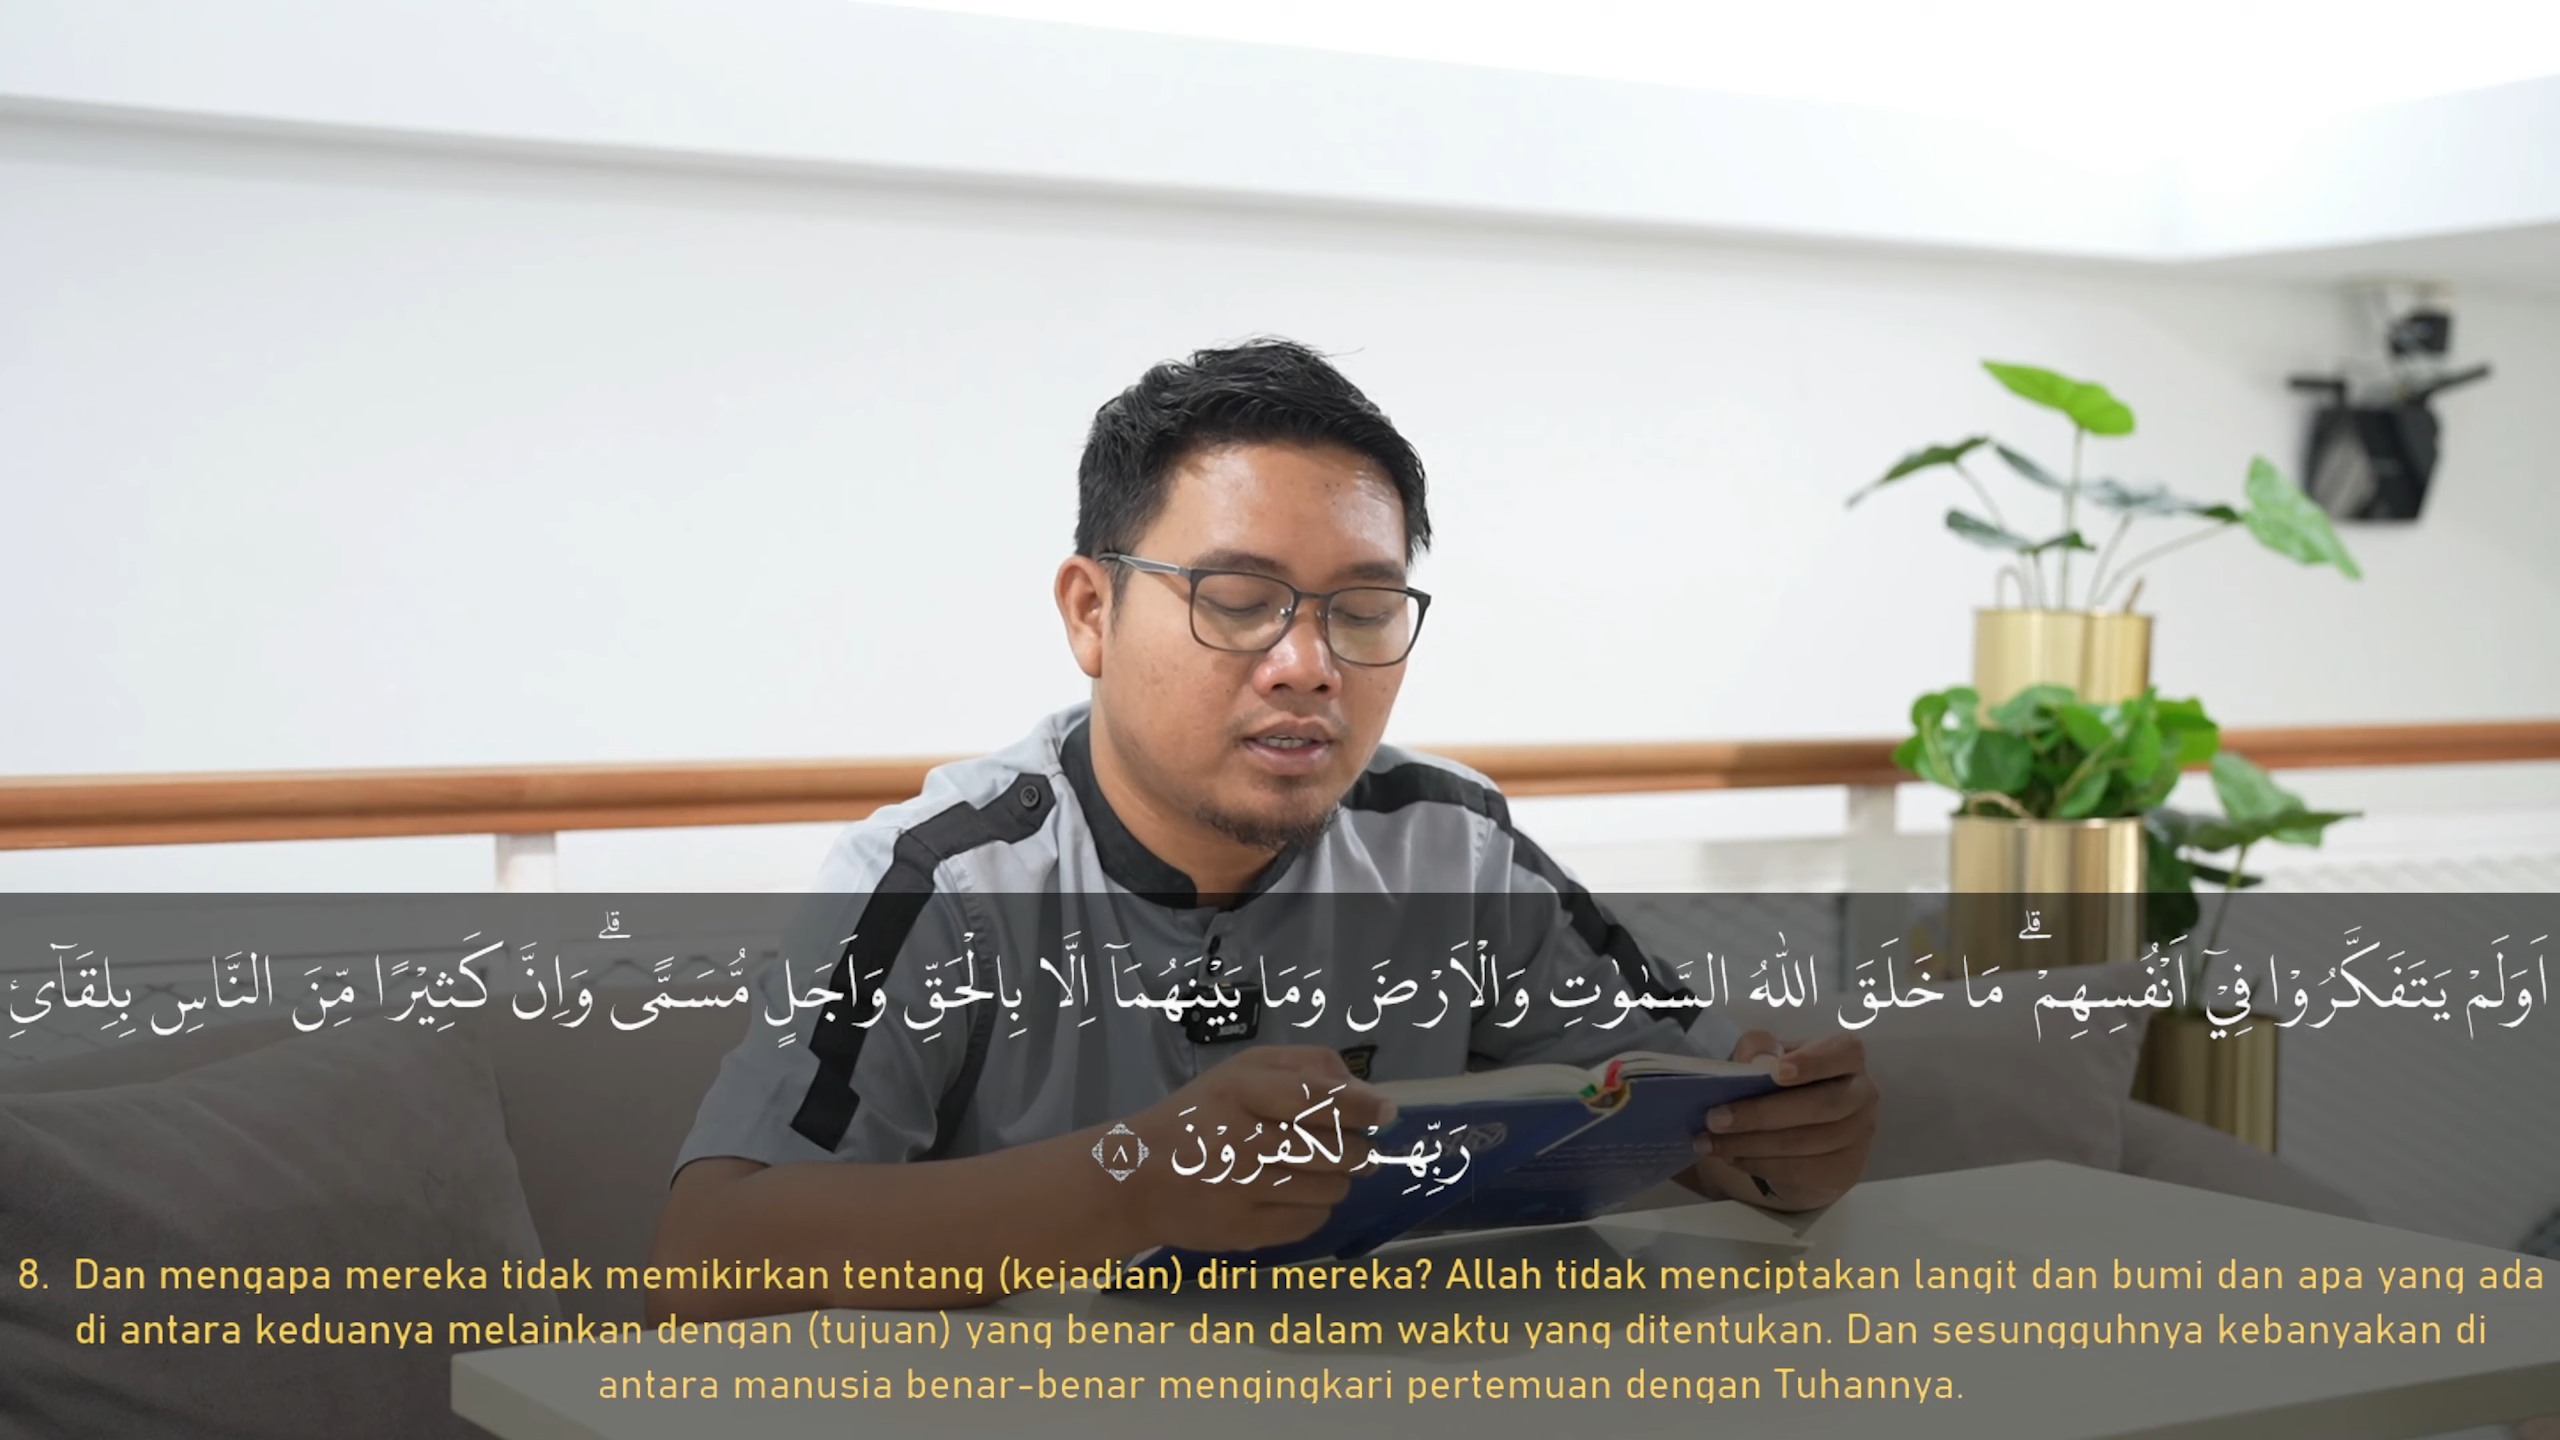 اَوَلَمْ يَتَفَكَّرُوْا فِيْٓ اَنْفُسِهِمْ ۗ مَا خَلَقَ اللّٰهُ السَّمٰوٰتِ وَالْاَرْضَ وَمَا بَيْنَهُمَآ اِلَّا بِالْحَقِّ وَاَجَلٍ مُّسَمًّىۗ وَاِنَّ كَثِيْرًا مِّنَ النَّاسِ بِلِقَاۤئِ
رَبِّهِمْ لَكٰفِرُوْنَ ٨
8. Dan mengapa mereka tidak memikirkan tentang (kejadian) diri mereka? Allah tidak menciptakan langit dan bumi dan apa yang ada
di antara keduanya melainkan dengan (tujuan) yang benar dan dalam waktu yang ditentukan. Dan sesungguhnya kebanyakan di
antara manusia benar-benar mengingkari pertemuan dengan Tuhannya.